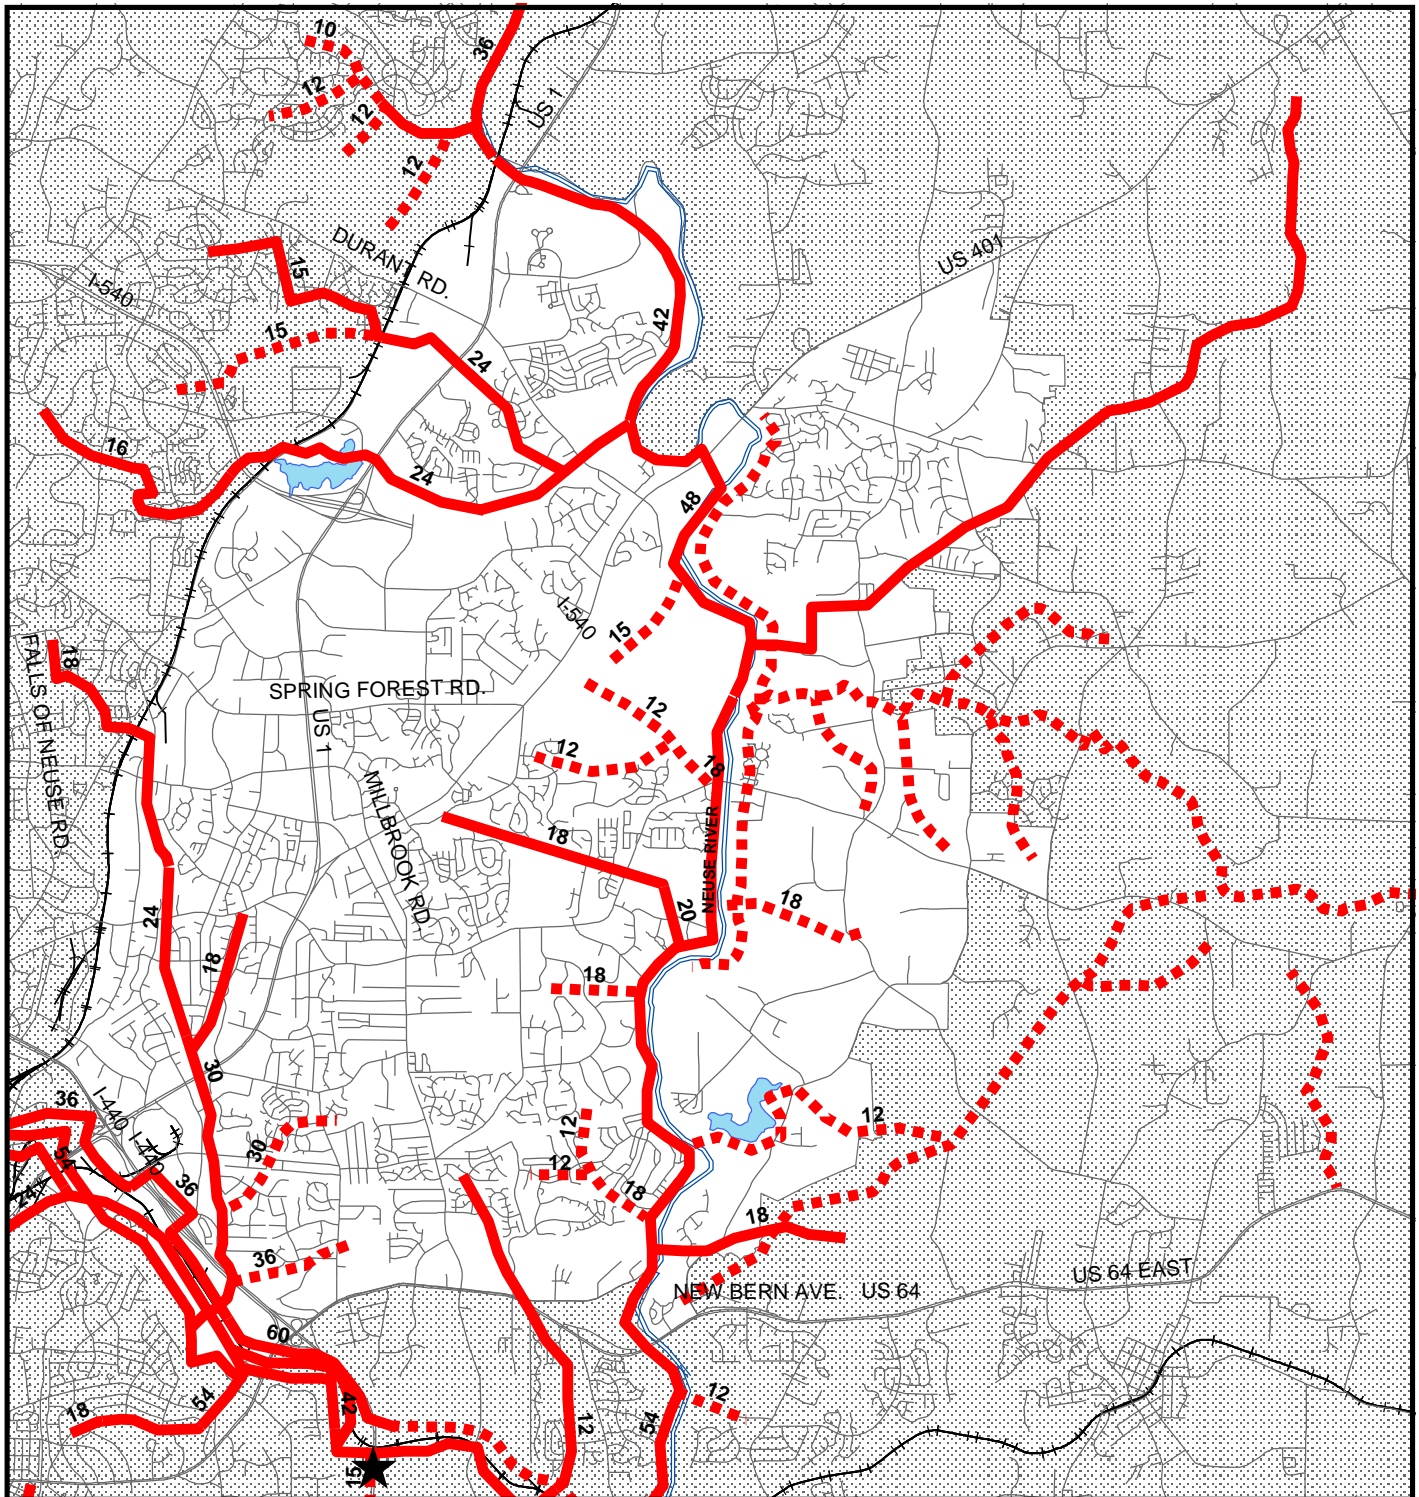 10
36
12
12
US 1
12
DURANT RD.
US 401
15
I-540
42
15
24
16
24
48
I-540
15
FALLS OF NEUSE RD
18
SPRING FOREST RD.
US 1
12
12
18
MILLBROOK RD.
18
NEUSE RIVER
20
18
24
18
18
30
36
I-440
I-440
12
12
30
54
12
36
18
24
18
36
US 64 EAST
NEW BERN AVE.
US 64
60
54
42
12
18
12
54
15